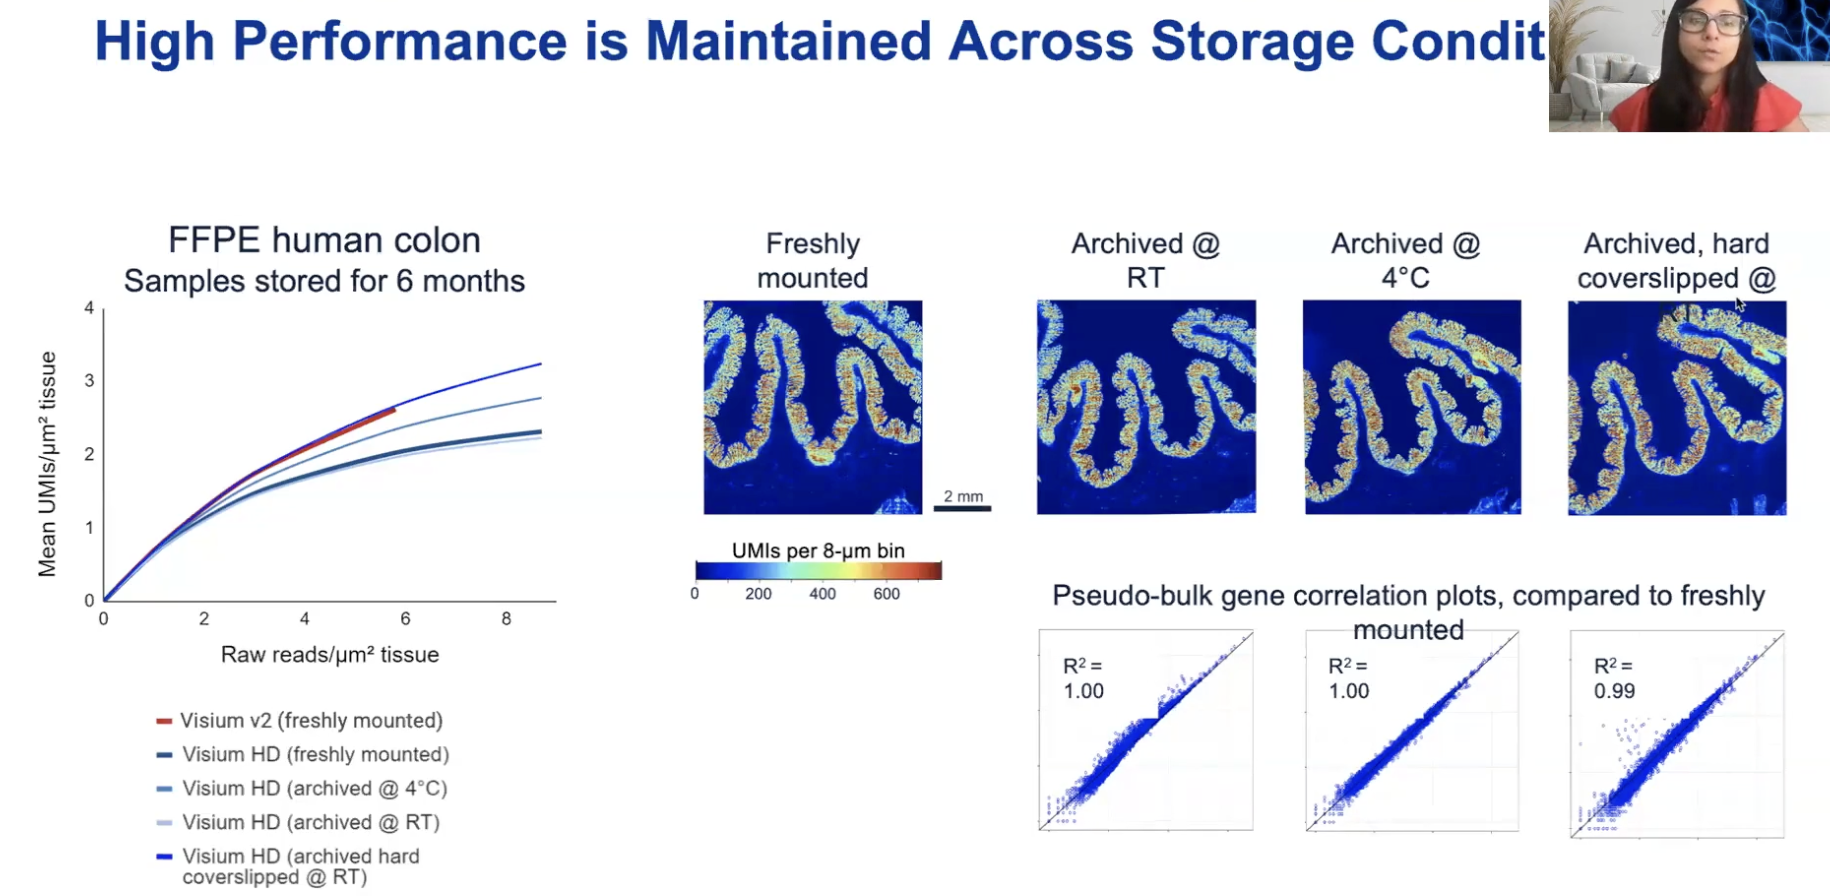 High Performance is Maintained Across Storage Condit
FFPE human colon
Samples stored for 6 months
4
3
2
1
0
Mean UMIs/µm² tissue
0 2 4 6 8
Raw reads/µm² tissue
Visium v2 (freshly mounted)
Visium HD (freshly mounted)
Visium HD (archived @ 4°C)
Visium HD (archived @ RT)
Visium HD (archived hard
coverslipped @ RT)
Freshly
mounted
Archived @
RT
Archived @
4°C
Archived, hard
coverslipped @
RT
2 mm
UMIs per 8-µm bin
0 200 400 600
Pseudo-bulk gene correlation plots, compared to freshly
mounted
R² =
1.00
R² =
1.00
R² =
0.99